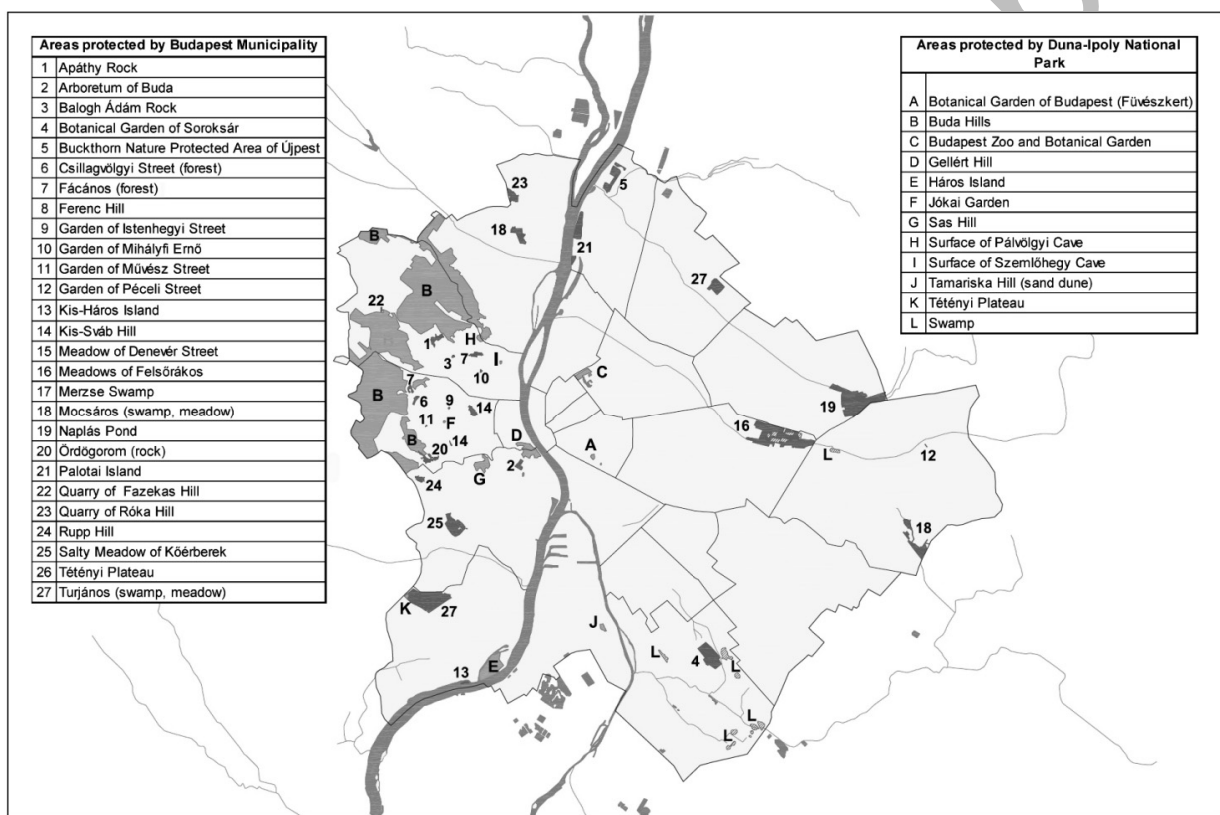 Areas protected by Budapest Municipality
1 Apáthy Rock
2 Arboretum of Buda
3 Balogh Ádám Rock
4 Botanical Garden of Soroksár
5 Buckthorn Nature Protected Area of Újpest
6 Csillagvölgyi Street (forest)
7 Fácános (forest)
8 Ferenc Hill
9 Garden of Istenhegyi Street
10 Garden of Mihályfi Ernö
11 Garden of Művész Street
12 Garden of Péceli Street
13 Kis-Háros Island
14 Kis-Sváb Hill
15 Meadow of Denevér Street
16 Meadows of Felsörákos
17 Merzse Swamp
18 Mocsáros (swamp, meadow)
19 Naplás Pond
20 Ördögorom (rock)
21 Palotai Island
22 Quarry of Fazekas Hill
23 Quarry of Róka Hill
24 Rupp Hill
25 Salty Meadow of Kőérberek
26 Tétényi Plateau
27 Turjános (swamp, meadow)
Areas protected by Duna-Ipoly National
Park
A Botanical Garden of Budapest (Füvészkert)
B Buda Hills
C Budapest Zoo and Botanical Garden
D Gellért Hill
E Háros Island
F Jókai Garden
G Sas Hill
H Surface of Pálvölgyi Cave
I Surface of Szemlőhegy Cave
J Tamariska Hill (sand dune)
K Tétényi Plateau
L Swamp
23
5
18
B
21
27
B
22
1
H
3
7
I
10
C
7
B
6
9
14
19
11
F
16
B
14
D
A
L
12
20
G
2
24
25
18
K
27
J
L
4
L
E
13
L
L